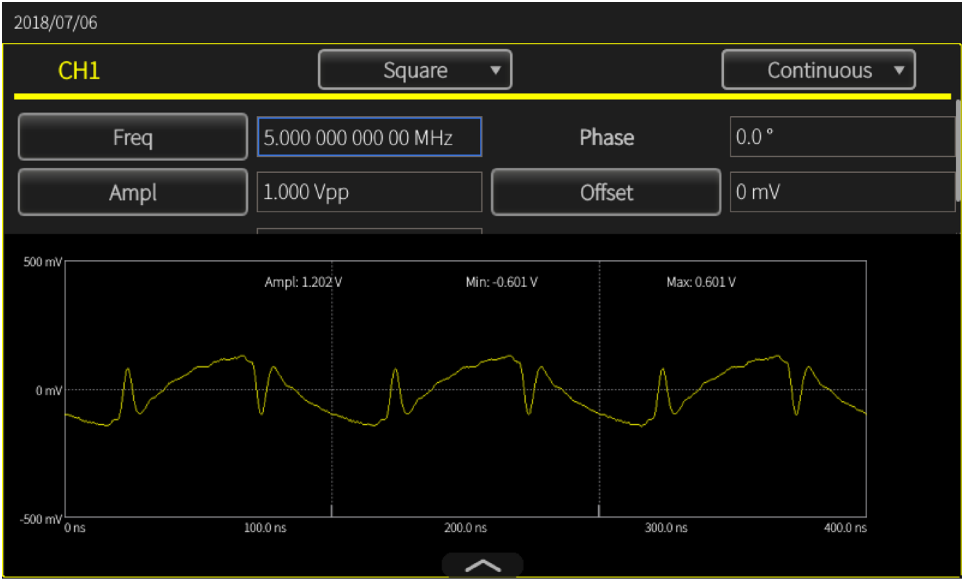 2018/07/06
CH1 Square Continuous
Freq 5.000 000 000 00 MHz Phase 0.0 °
Ampl 1.000 Vpp Offset 0 mV
500 mV
Ampl: 1.202 V Min: -0.601 V Max: 0.601 V
0 mV
-500 mV
0 ns 100.0 ns 200.0 ns 300.0 ns 400.0 ns